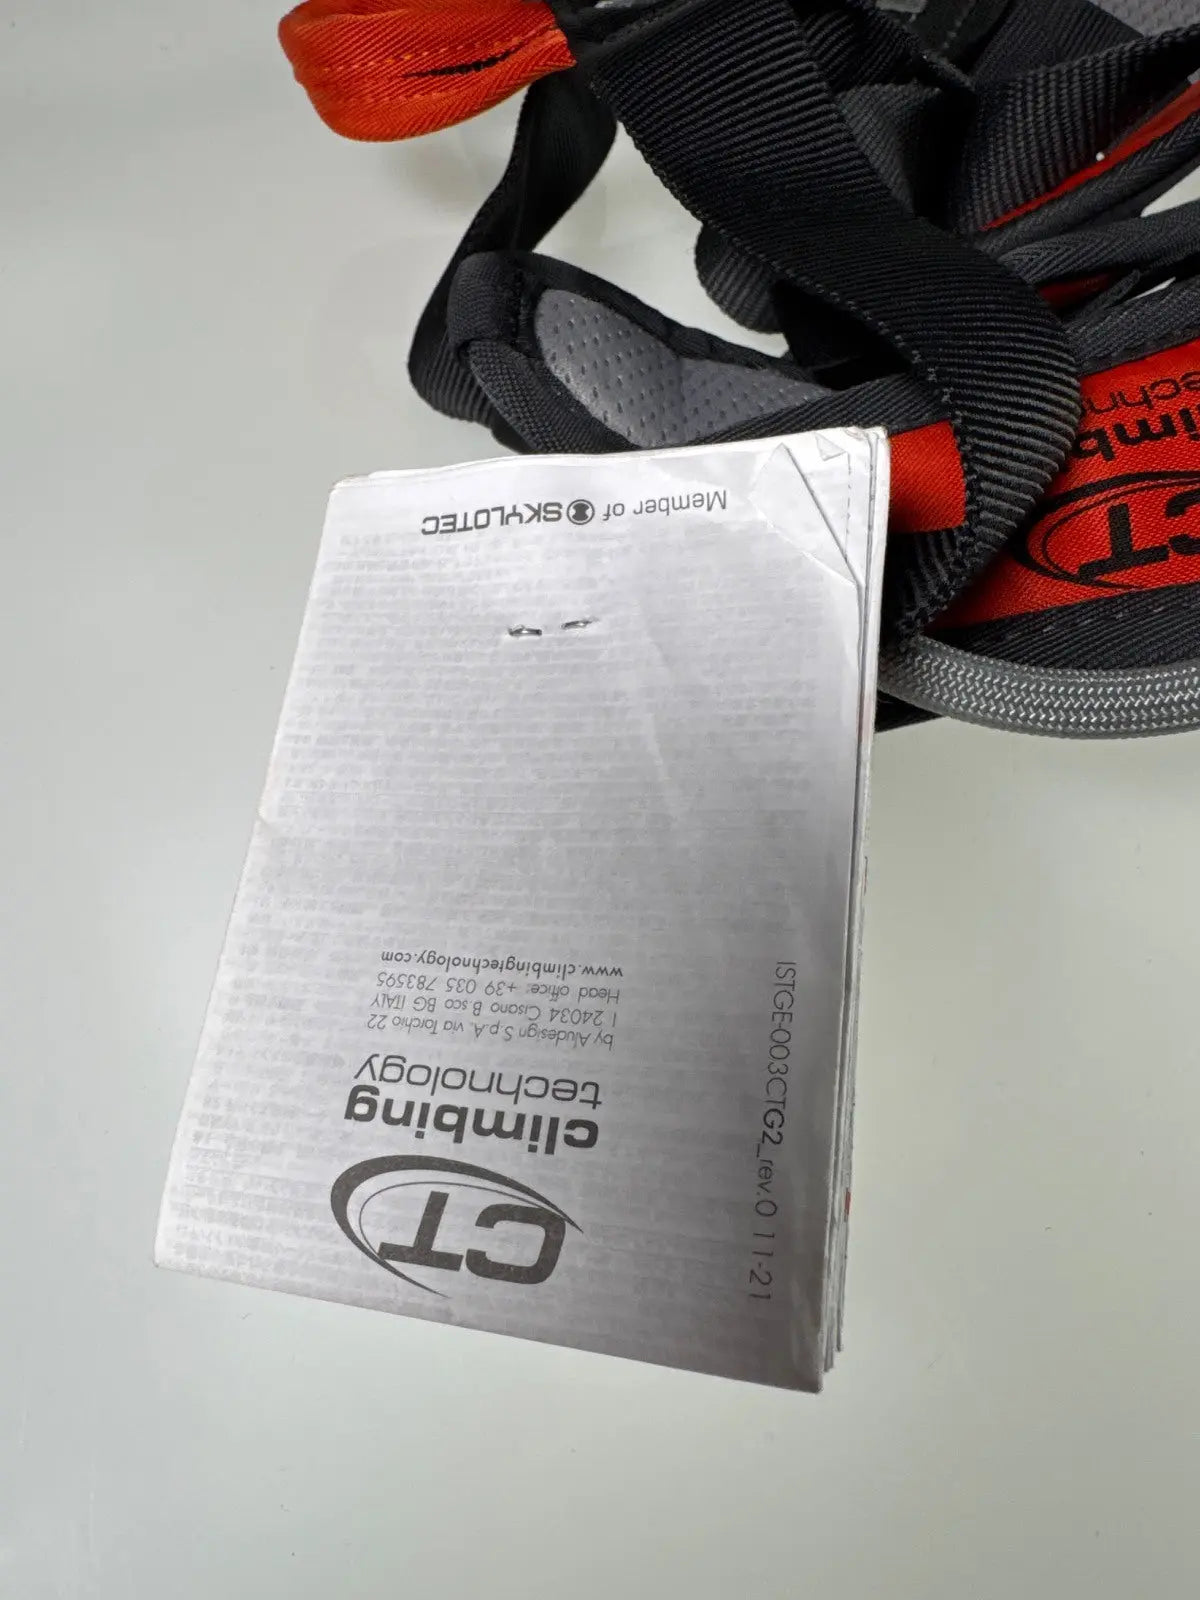 CT
climbing
technology
by Aludesign S.p.A. via Torchio 22
I 24034 Cisano B.sco BG ITALY
Head office: +39 035 783595
www.climbingtechnology.com
Member of SKYLOTEC
ISTGE-003CTG2_rev.0 11-21
CT